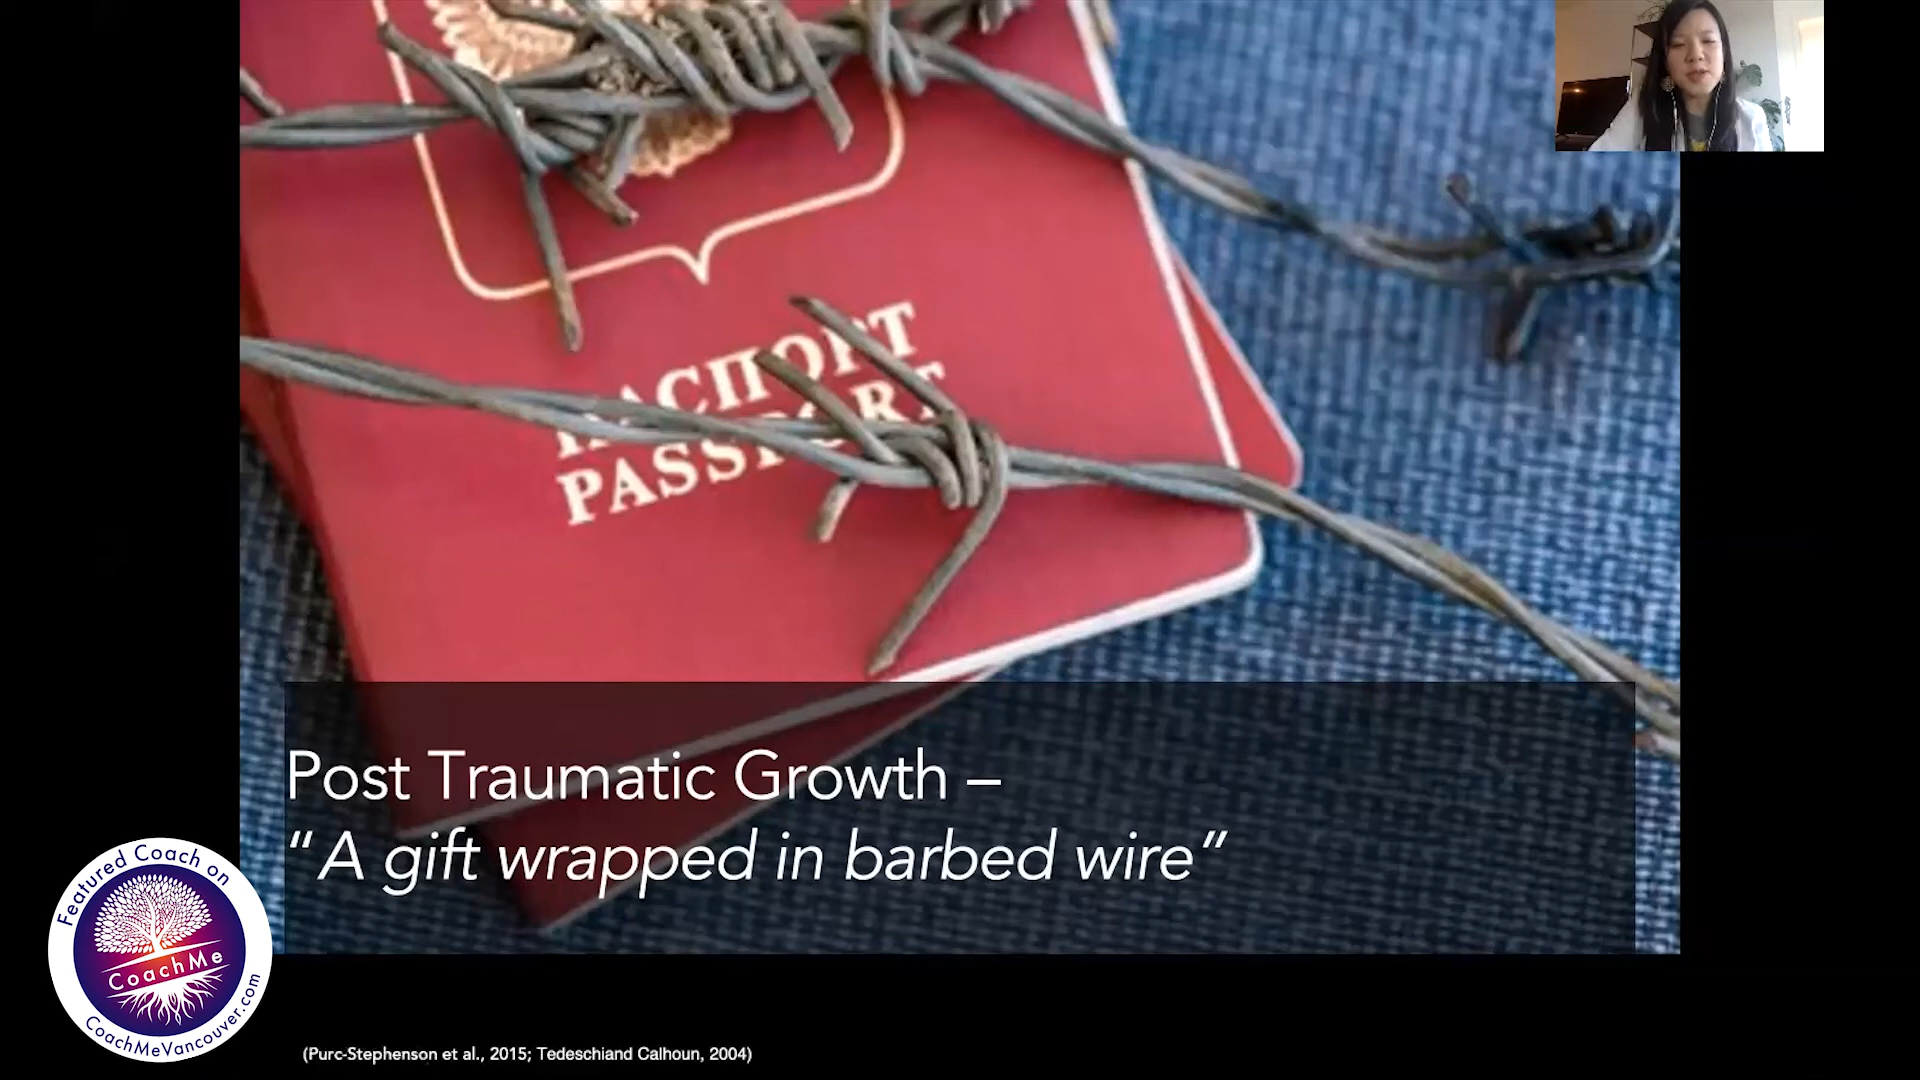 ПАСПОРТ
PASSPORT
Post Traumatic Growth –
“A gift wrapped in barbed wire”
Featured Coach on
CoachMe
CoachMeVancouver.com
(Purc-Stephenson et al., 2015; Tedeschiand Calhoun, 2004)